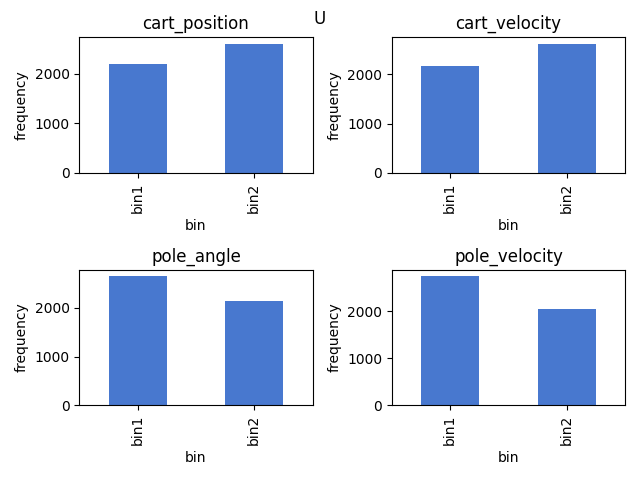 U
cart_position
frequency
2000
1000
0
bin1
bin2
bin
cart_velocity
frequency
2000
1000
0
bin1
bin2
bin
pole_angle
frequency
2000
1000
0
bin1
bin2
bin
pole_velocity
frequency
2000
1000
0
bin1
bin2
bin